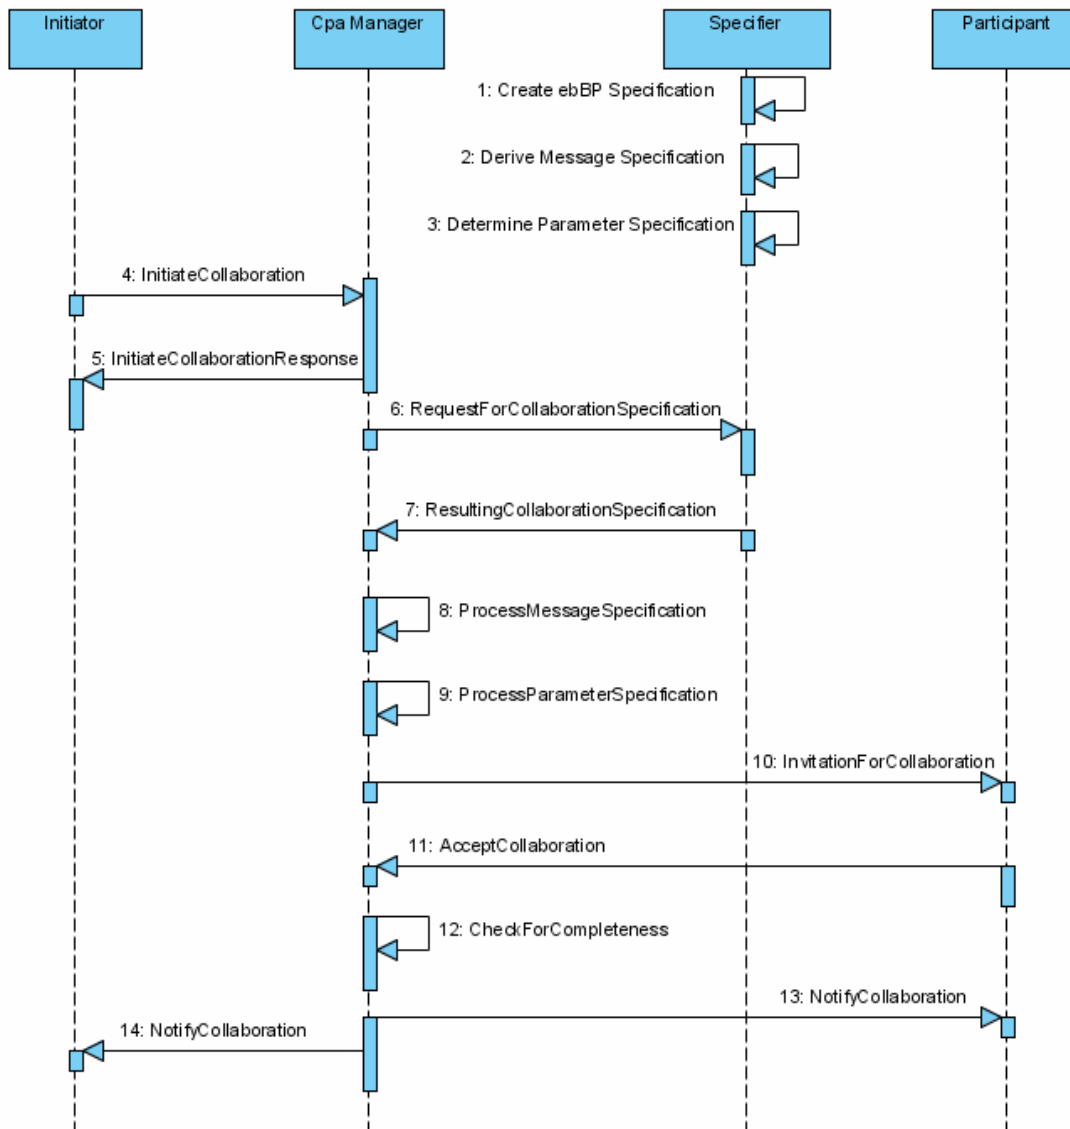 Initiator
Cpa Manager
Specifier
Participant
1: Create ebBP Specification
2: Derive Message Specification
3: Determine Parameter Specification
4: InitiateCollaboration
5: InitiateCollaborationResponse
6: RequestForCollaborationSpecification
7: ResultingCollaborationSpecification
8: ProcessMessageSpecification
9: ProcessParameterSpecification
10: InvitationForCollaboration
11: AcceptCollaboration
12: CheckForCompleteness
13: NotifyCollaboration
14: NotifyCollaboration